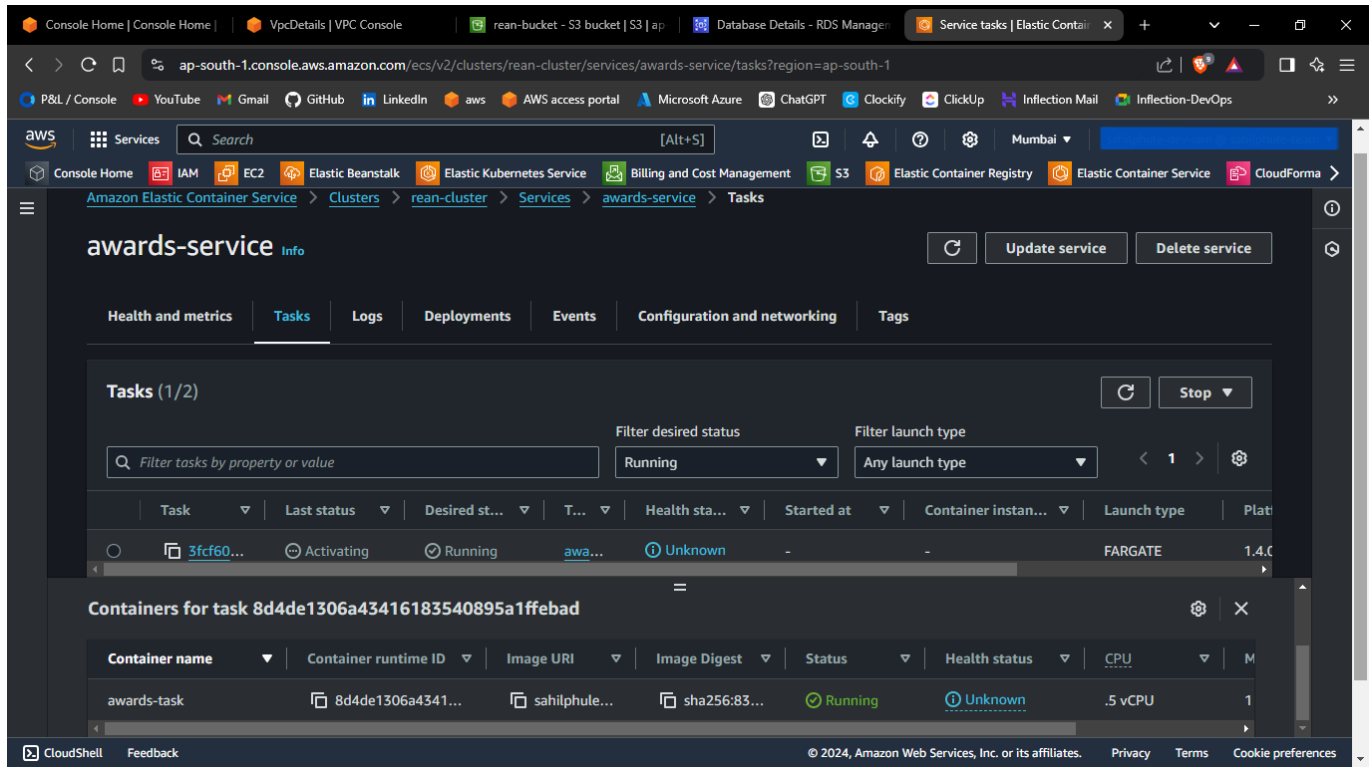 Console Home | Console Home | VpcDetails | VPC Console rean-bucket - S3 bucket | S3 | ap- Database Details - RDS Managen Service tasks | Elastic Contain
ap-south-1.console.aws.amazon.com/ecs/v2/clusters/rean-cluster/services/awards-service/tasks?region=ap-south-1
P&L / Console YouTube Gmail GitHub LinkedIn aws AWS access portal Microsoft Azure ChatGPT Clockify ClickUp Inflection Mail Inflection-DevOps »
aws Services Search [Alt+S] Mumbai
Console Home IAM EC2 Elastic Beanstalk Elastic Kubernetes Service Billing and Cost Management S3 Elastic Container Registry Elastic Container Service CloudForma
Amazon Elastic Container Service > Clusters > rean-cluster > Services > awards-service > Tasks
awards-service Info Update service Delete service
Health and metrics Tasks Logs Deployments Events Configuration and networking Tags
Tasks (1/2) Stop
Filter desired status Filter launch type
Filter tasks by property or value Running Any launch type 1
Task Last status Desired st... T... Health sta... Started at Container instan... Launch type Platf
3fcf60... Activating Running awa... Unknown - - FARGATE 1.4.0
Containers for task 8d4de1306a43416183540895a1ffebad
Container name Container runtime ID Image URI Image Digest Status Health status CPU M
awards-task 8d4de1306a4341... sahilphule... sha256:83... Running Unknown .5 vCPU 1
CloudShell Feedback © 2024, Amazon Web Services, Inc. or its affiliates. Privacy Terms Cookie preferences